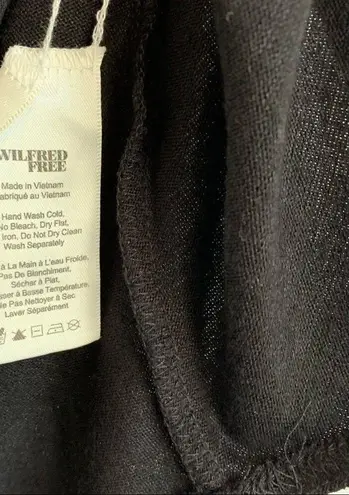 WILFRED
FREE
Made in Vietnam
Fabriqué au Vietnam
Hand Wash Cold,
No Bleach, Dry Flat,
Iron, Do Not Dry Clean
Wash Separately
À La Main à L'eau Froide,
Pas De Blanchiment,
Sécher à Plat,
à Basse Température,
Ne Pas Nettoyer à Sec
Laver Séparément